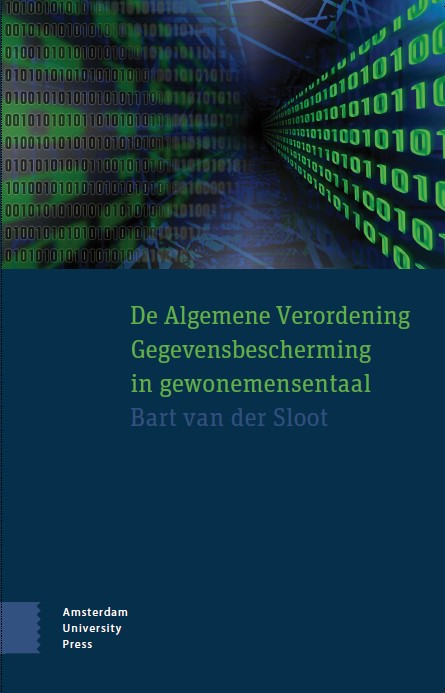 De Algemene Verordening
Gegevensbescherming
in gewonemensentaal
Bart van der Sloot
Amsterdam
University
Press